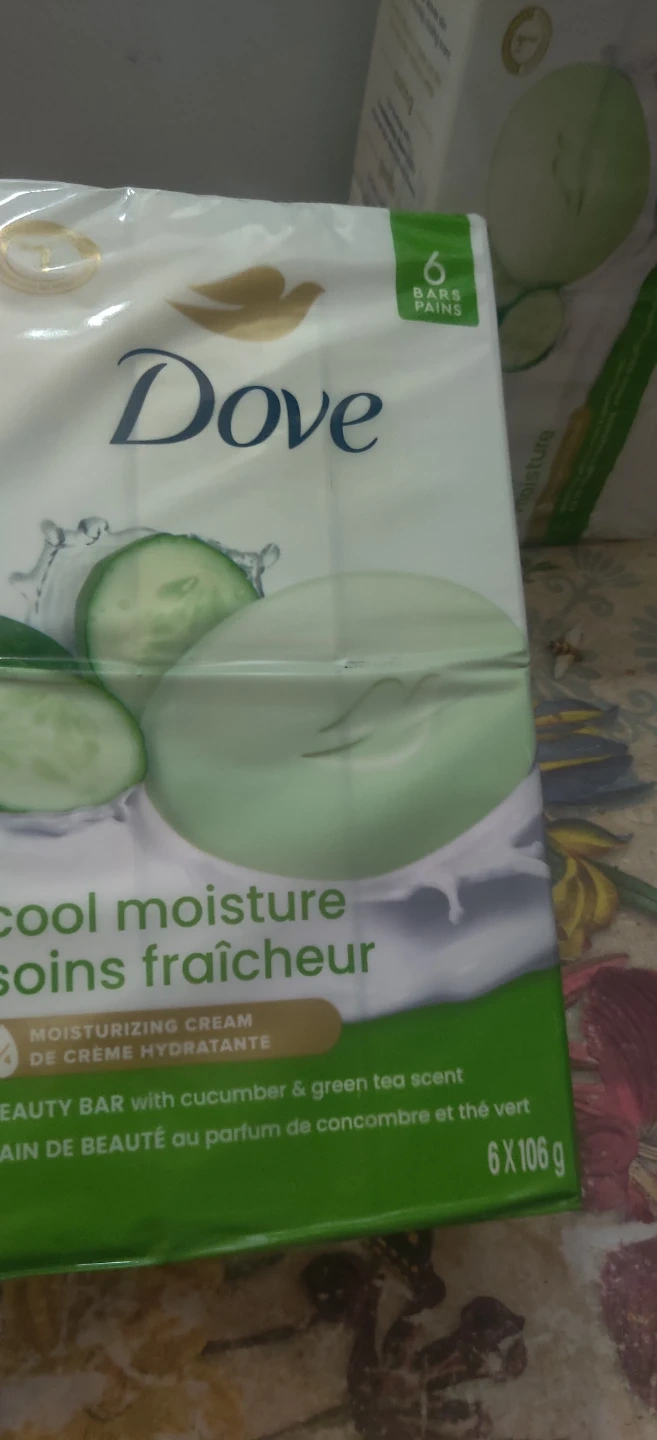 6
BARS
PAINS
Dove
cool moisture
soins fraîcheur
MOISTURIZING CREAM
DE CRÈME HYDRATANTE
EAUTY BAR with cucumber & green tea scent
AIN DE BEAUTÉ au parfum de concombre et thé vert
6 X 106 g
moisture